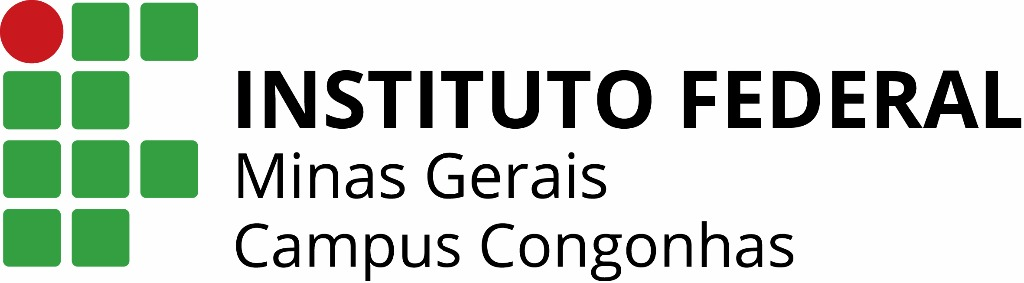 INSTITUTO FEDERAL
Minas Gerais
Campus Congonhas